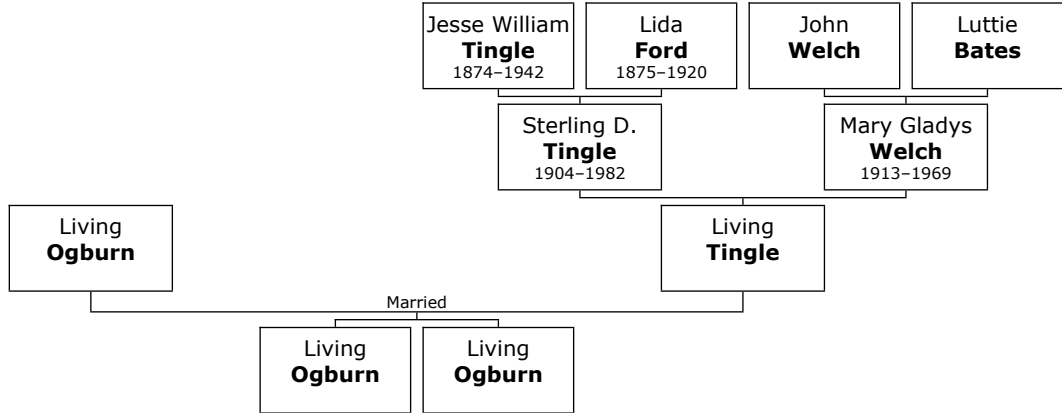 Jesse William
Tingle
1874–1942
Lida
Ford
1875–1920
John
Welch
Luttie
Bates
Sterling D.
Tingle
1904–1982
Mary Gladys
Welch
1913–1969
Living
Ogburn
Living
Tingle
Married
Living
Ogburn
Living
Ogburn